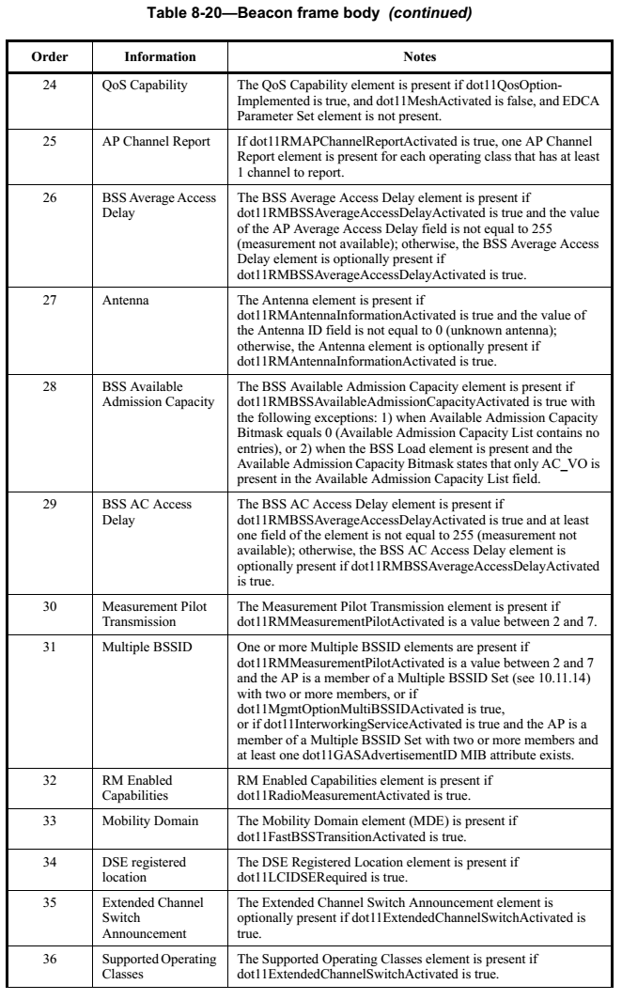 Table 8-20—Beacon frame body (continued)
Order Information Notes
24 QoS Capability The QoS Capability element is present if dot11QosOption-
Implemented is true, and dot11MeshActivated is false, and EDCA
Parameter Set element is not present.
25 AP Channel Report If dot11RMAPChannelReportActivated is true, one AP Channel
Report element is present for each operating class that has at least
1 channel to report.
26 BSS Average Access The BSS Average Access Delay element is present if
Delay dot11RMBSSAverageAccessDelayActivated is true and the value
of the AP Average Access Delay field is not equal to 255
(measurement not available); otherwise, the BSS Average Access
Delay element is optionally present if
dot11RMBSSAverageAccessDelayActivated is true.
27 Antenna The Antenna element is present if
dot11RMAntennaInformationActivated is true and the value of
the Antenna ID field is not equal to 0 (unknown antenna);
otherwise, the Antenna element is optionally present if
dot11RMAntennaInformationActivated is true.
28 BSS Available The BSS Available Admission Capacity element is present if
Admission Capacity dot11RMBSSAvailableAdmissionCapacityActivated is true with
the following exceptions: 1) when Available Admission Capacity
Bitmask equals 0 (Available Admission Capacity List contains no
entries), or 2) when the BSS Load element is present and the
Available Admission Capacity Bitmask states that only AC_VO is
present in the Available Admission Capacity List field.
29 BSS AC Access The BSS AC Access Delay element is present if
Delay dot11RMBSSAverageAccessDelayActivated is true and at least
one field of the element is not equal to 255 (measurement not
available); otherwise, the BSS AC Access Delay element is
optionally present if dot11RMBSSAverageAccessDelayActivated
is true.
30 Measurement Pilot The Measurement Pilot Transmission element is present if
Transmission dot11RMMeasurementPilotActivated is a value between 2 and 7.
31 Multiple BSSID One or more Multiple BSSID elements are present if
dot11RMMeasurementPilotActivated is a value between 2 and 7
and the AP is a member of a Multiple BSSID Set (see 10.11.14)
with two or more members, or if
dot11MgmtOptionMultiBSSIDActivated is true,
or if dot11InterworkingServiceActivated is true and the AP is a
member of a Multiple BSSID Set with two or more members and
at least one dot11GASAdvertisementID MIB attribute exists.
32 RM Enabled RM Enabled Capabilities element is present if
Capabilities dot11RadioMeasurementActivated is true.
33 Mobility Domain The Mobility Domain element (MDE) is present if
dot11FastBSSTransitionActivated is true.
34 DSE registered The DSE Registered Location element is present if
location dot11LCIDSERequired is true.
35 Extended Channel The Extended Channel Switch Announcement element is
Switch optionally present if dot11ExtendedChannelSwitchActivated is
Announcement true.
36 Supported Operating The Supported Operating Classes element is present if
Classes dot11ExtendedChannelSwitchActivated is true.